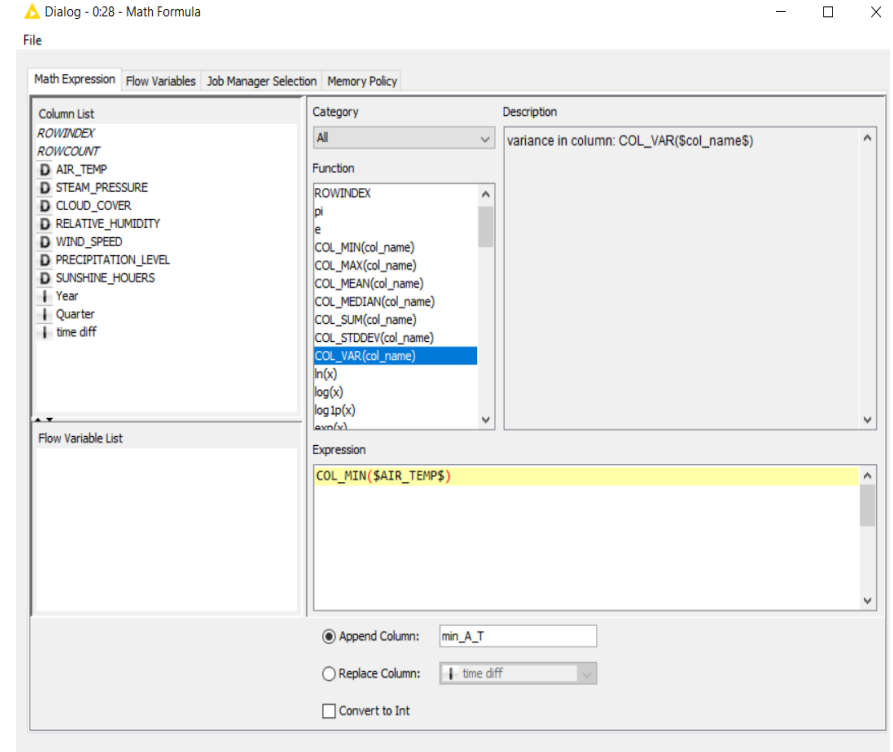 Dialog - 0:28 - Math Formula
File
Math Expression Flow Variables Job Manager Selection Memory Policy
Column List
ROWINDEX
ROWCOUNT
D AIR_TEMP
D STEAM_PRESSURE
D CLOUD_COVER
D RELATIVE_HUMIDITY
D WIND_SPEED
D PRECIPITATION_LEVEL
D SUNSHINE_HOUERS
I Year
I Quarter
I time diff
Flow Variable List
Category
All
Function
ROWINDEX
pi
e
COL_MIN(col_name)
COL_MAX(col_name)
COL_MEAN(col_name)
COL_MEDIAN(col_name)
COL_SUM(col_name)
COL_STDDEV(col_name)
COL_VAR(col_name)
ln(x)
log(x)
log1p(x)
exp(x)
Description
variance in column: COL_VAR($col_name$)
Expression
COL_MIN($AIR_TEMP$)
Append Column: min_A_T
Replace Column: I time diff
Convert to Int